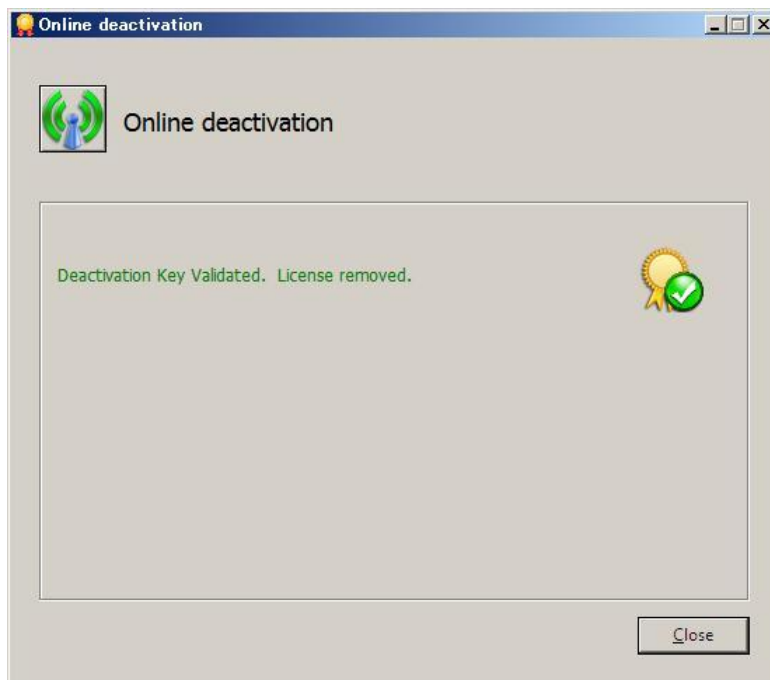 Online deactivation
Online deactivation
Deactivation Key Validated.  License removed.
Close